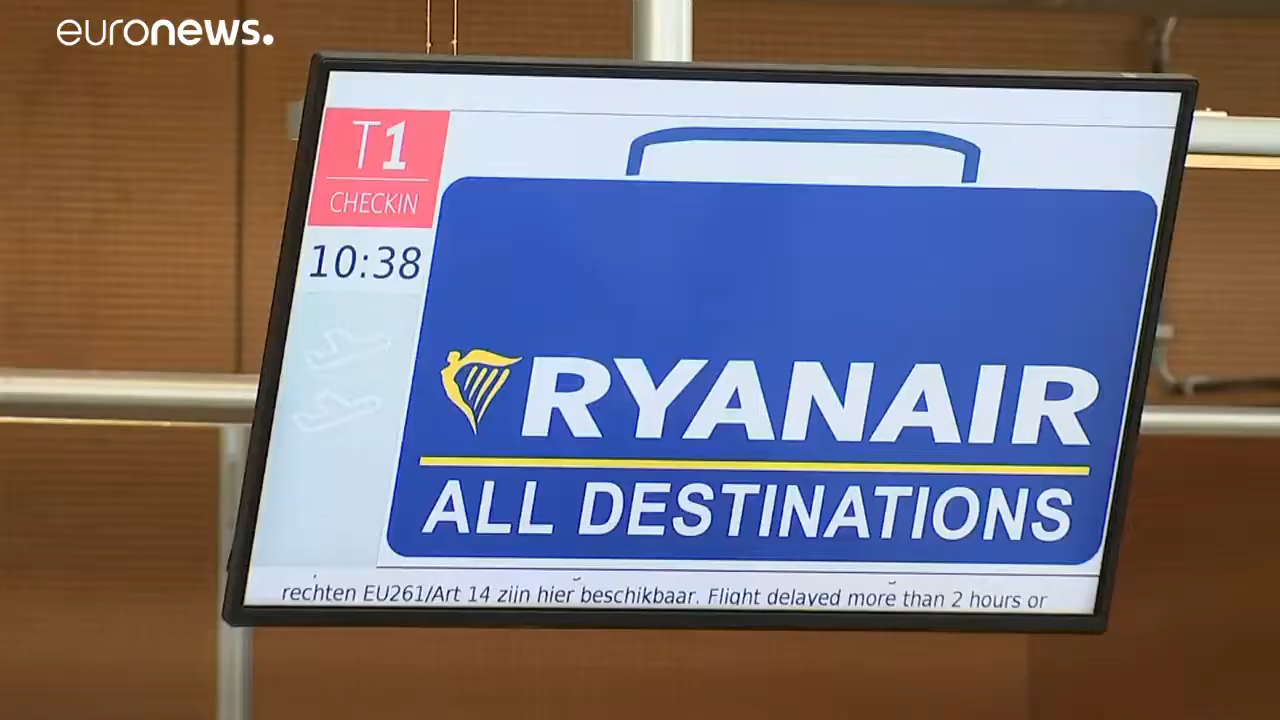 euronews.
T1
CHECKIN
10:38
RYANAIR
ALL DESTINATIONS
rechten EU261/Art 14 zijn hier beschikbaar. Flight delayed more than 2 hours or